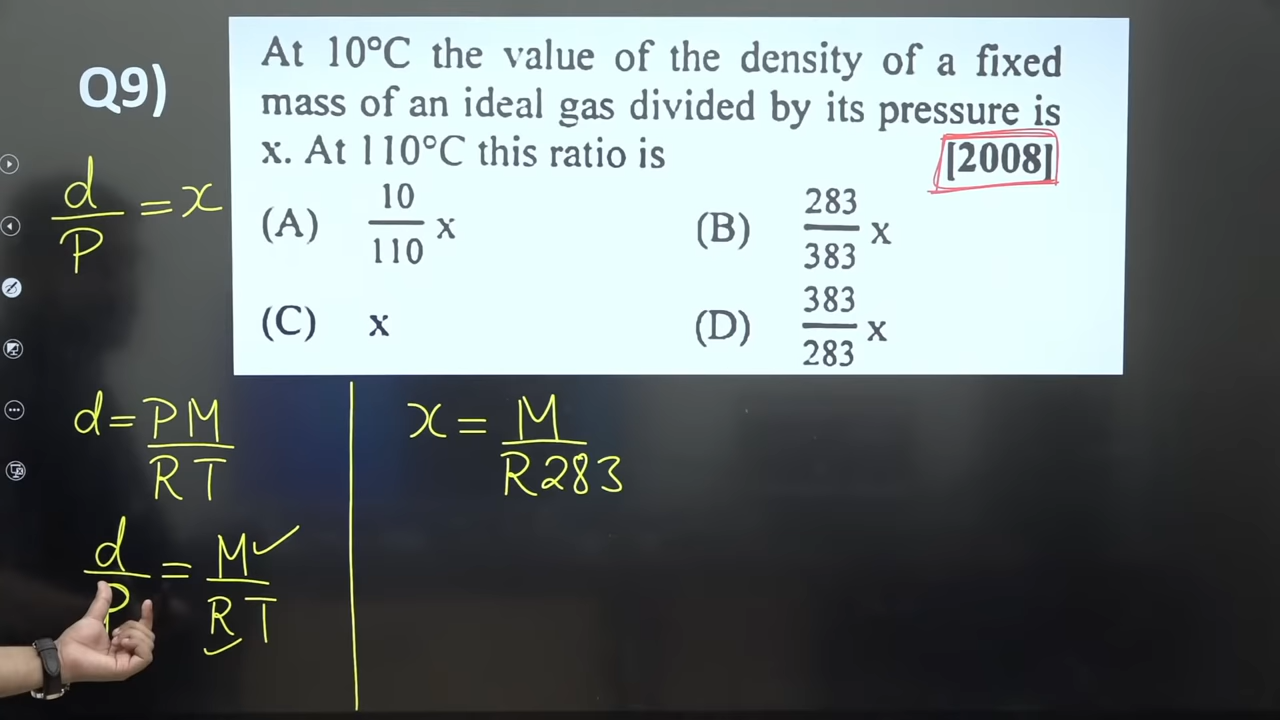 Q9)
At 10°C the value of the density of a fixed
mass of an ideal gas divided by its pressure is
x. At 110°C this ratio is [2008]
(A) 10/110 x (B) 283/383 x
(C) x (D) 383/283 x
d/P = x
d = PM/RT
d/P = M/RT
x = M/R283